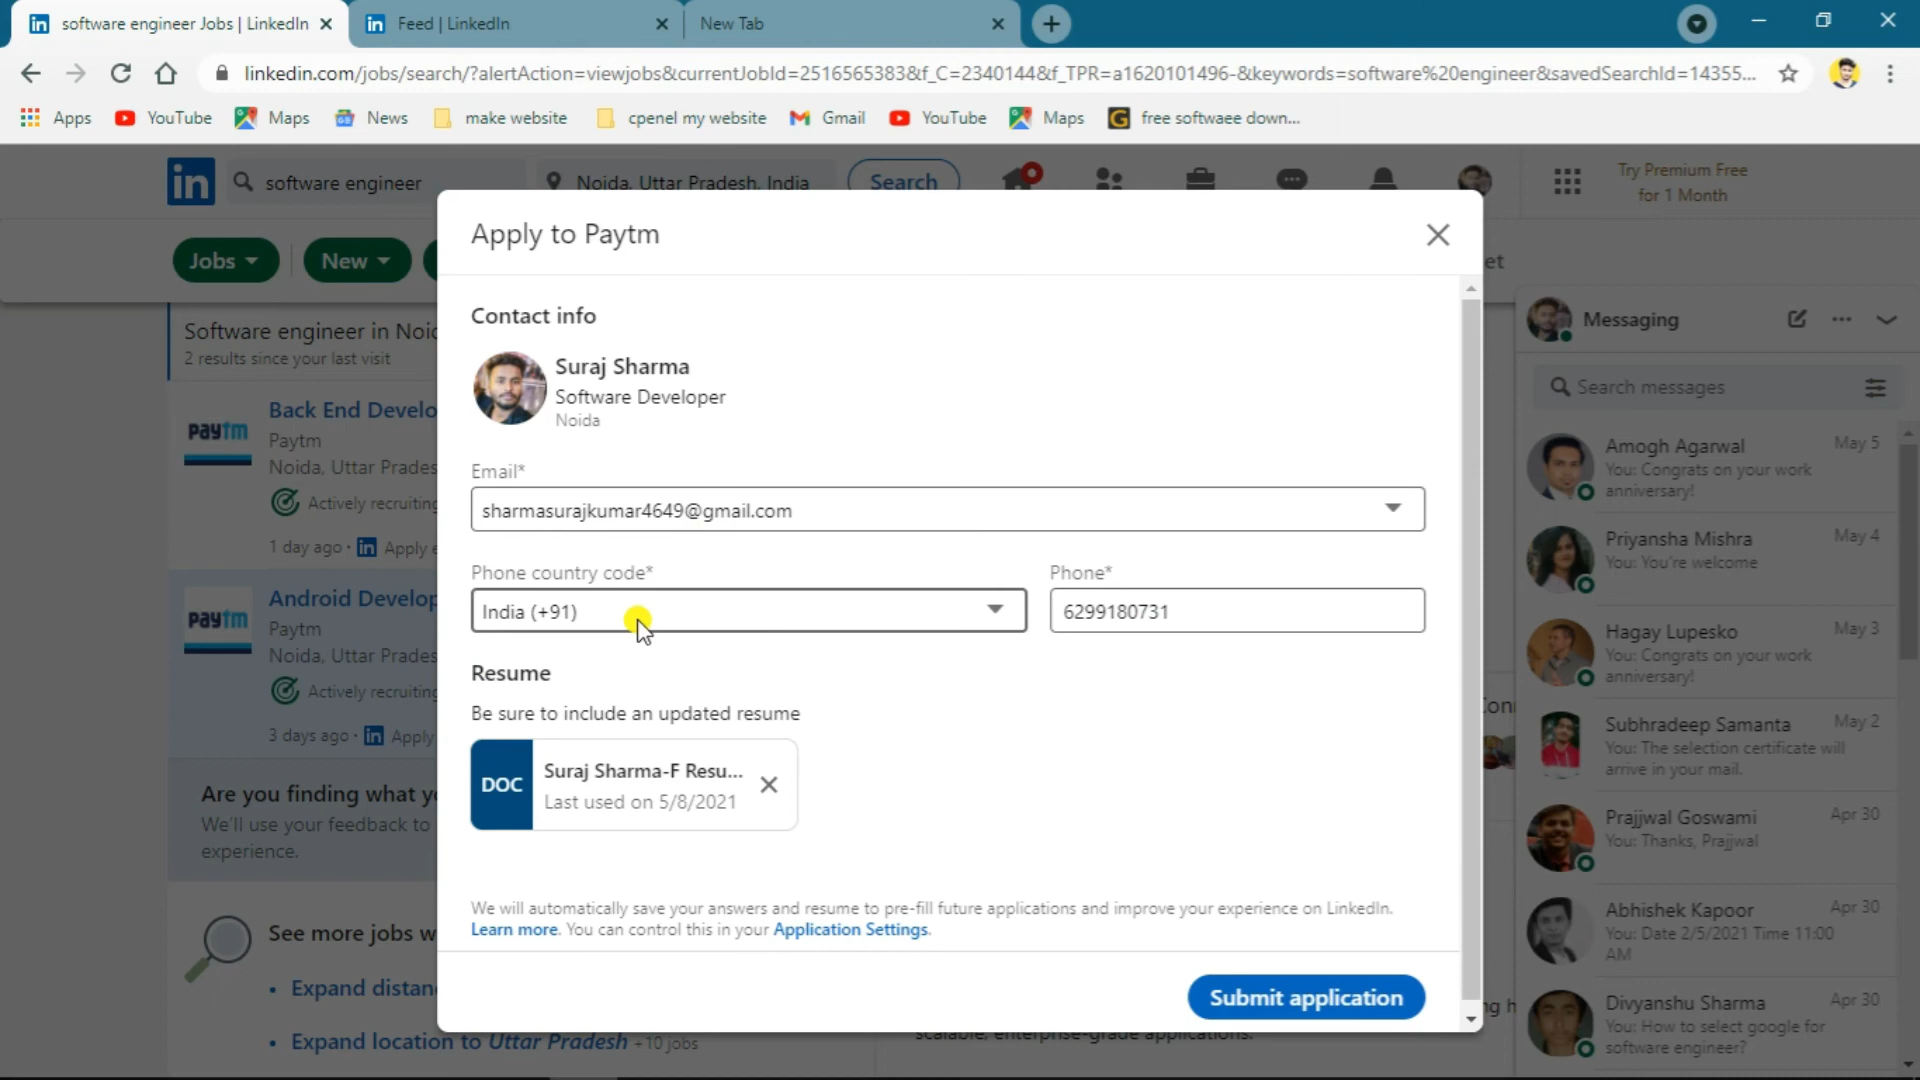 software engineer Jobs | LinkedIn
Feed | LinkedIn
New Tab
linkedin.com/jobs/search/?alertAction=viewjobs&currentJobId=2516565383&f_C=2340144&f_TPR=a1620101496-&keywords=software%20engineer&savedSearchId=14355...
Apps
YouTube
Maps
News
make website
cpenel my website
Gmail
YouTube
Maps
free softwaee down...
in
software engineer
Noida, Uttar Pradesh, India
Search
Try Premium Free
for 1 Month
Jobs
New
et
Software engineer in Noid
2 results since your last visit
paytm
Back End Develo
Paytm
Noida, Uttar Prades
Actively recruiting
1 day ago · in Apply e
paytm
Android Develop
Paytm
Noida, Uttar Prades
Actively recruiting
3 days ago · in Apply
Are you finding what y
We'll use your feedback to
experience.
See more jobs w
• Expand distan
• Expand location to Uttar Pradesh +10 jobs
Apply to Paytm
Contact info
Suraj Sharma
Software Developer
Noida
Email*
sharmasurajkumar4649@gmail.com
Phone country code*
India (+91)
Phone*
6299180731
Resume
Be sure to include an updated resume
DOC
Suraj Sharma-F Resu...
Last used on 5/8/2021
We will automatically save your answers and resume to pre-fill future applications and improve your experience on LinkedIn.
Learn more. You can control this in your Application Settings.
Submit application
scalable, enterprise-grade applications.
Messaging
Search messages
Amogh Agarwal
May 5
You: Congrats on your work
anniversary!
Priyansha Mishra
May 4
You: You're welcome
Hagay Lupesko
May 3
You: Congrats on your work
anniversary!
Subhradeep Samanta
May 2
You: The selection certificate will
arrive in your mail.
Prajjwal Goswami
Apr 30
You: Thanks, Prajjwal
Abhishek Kapoor
Apr 30
You: Date 2/5/2021 Time 11:00
AM
Divyanshu Sharma
Apr 30
You: How to select google for
software engineer?